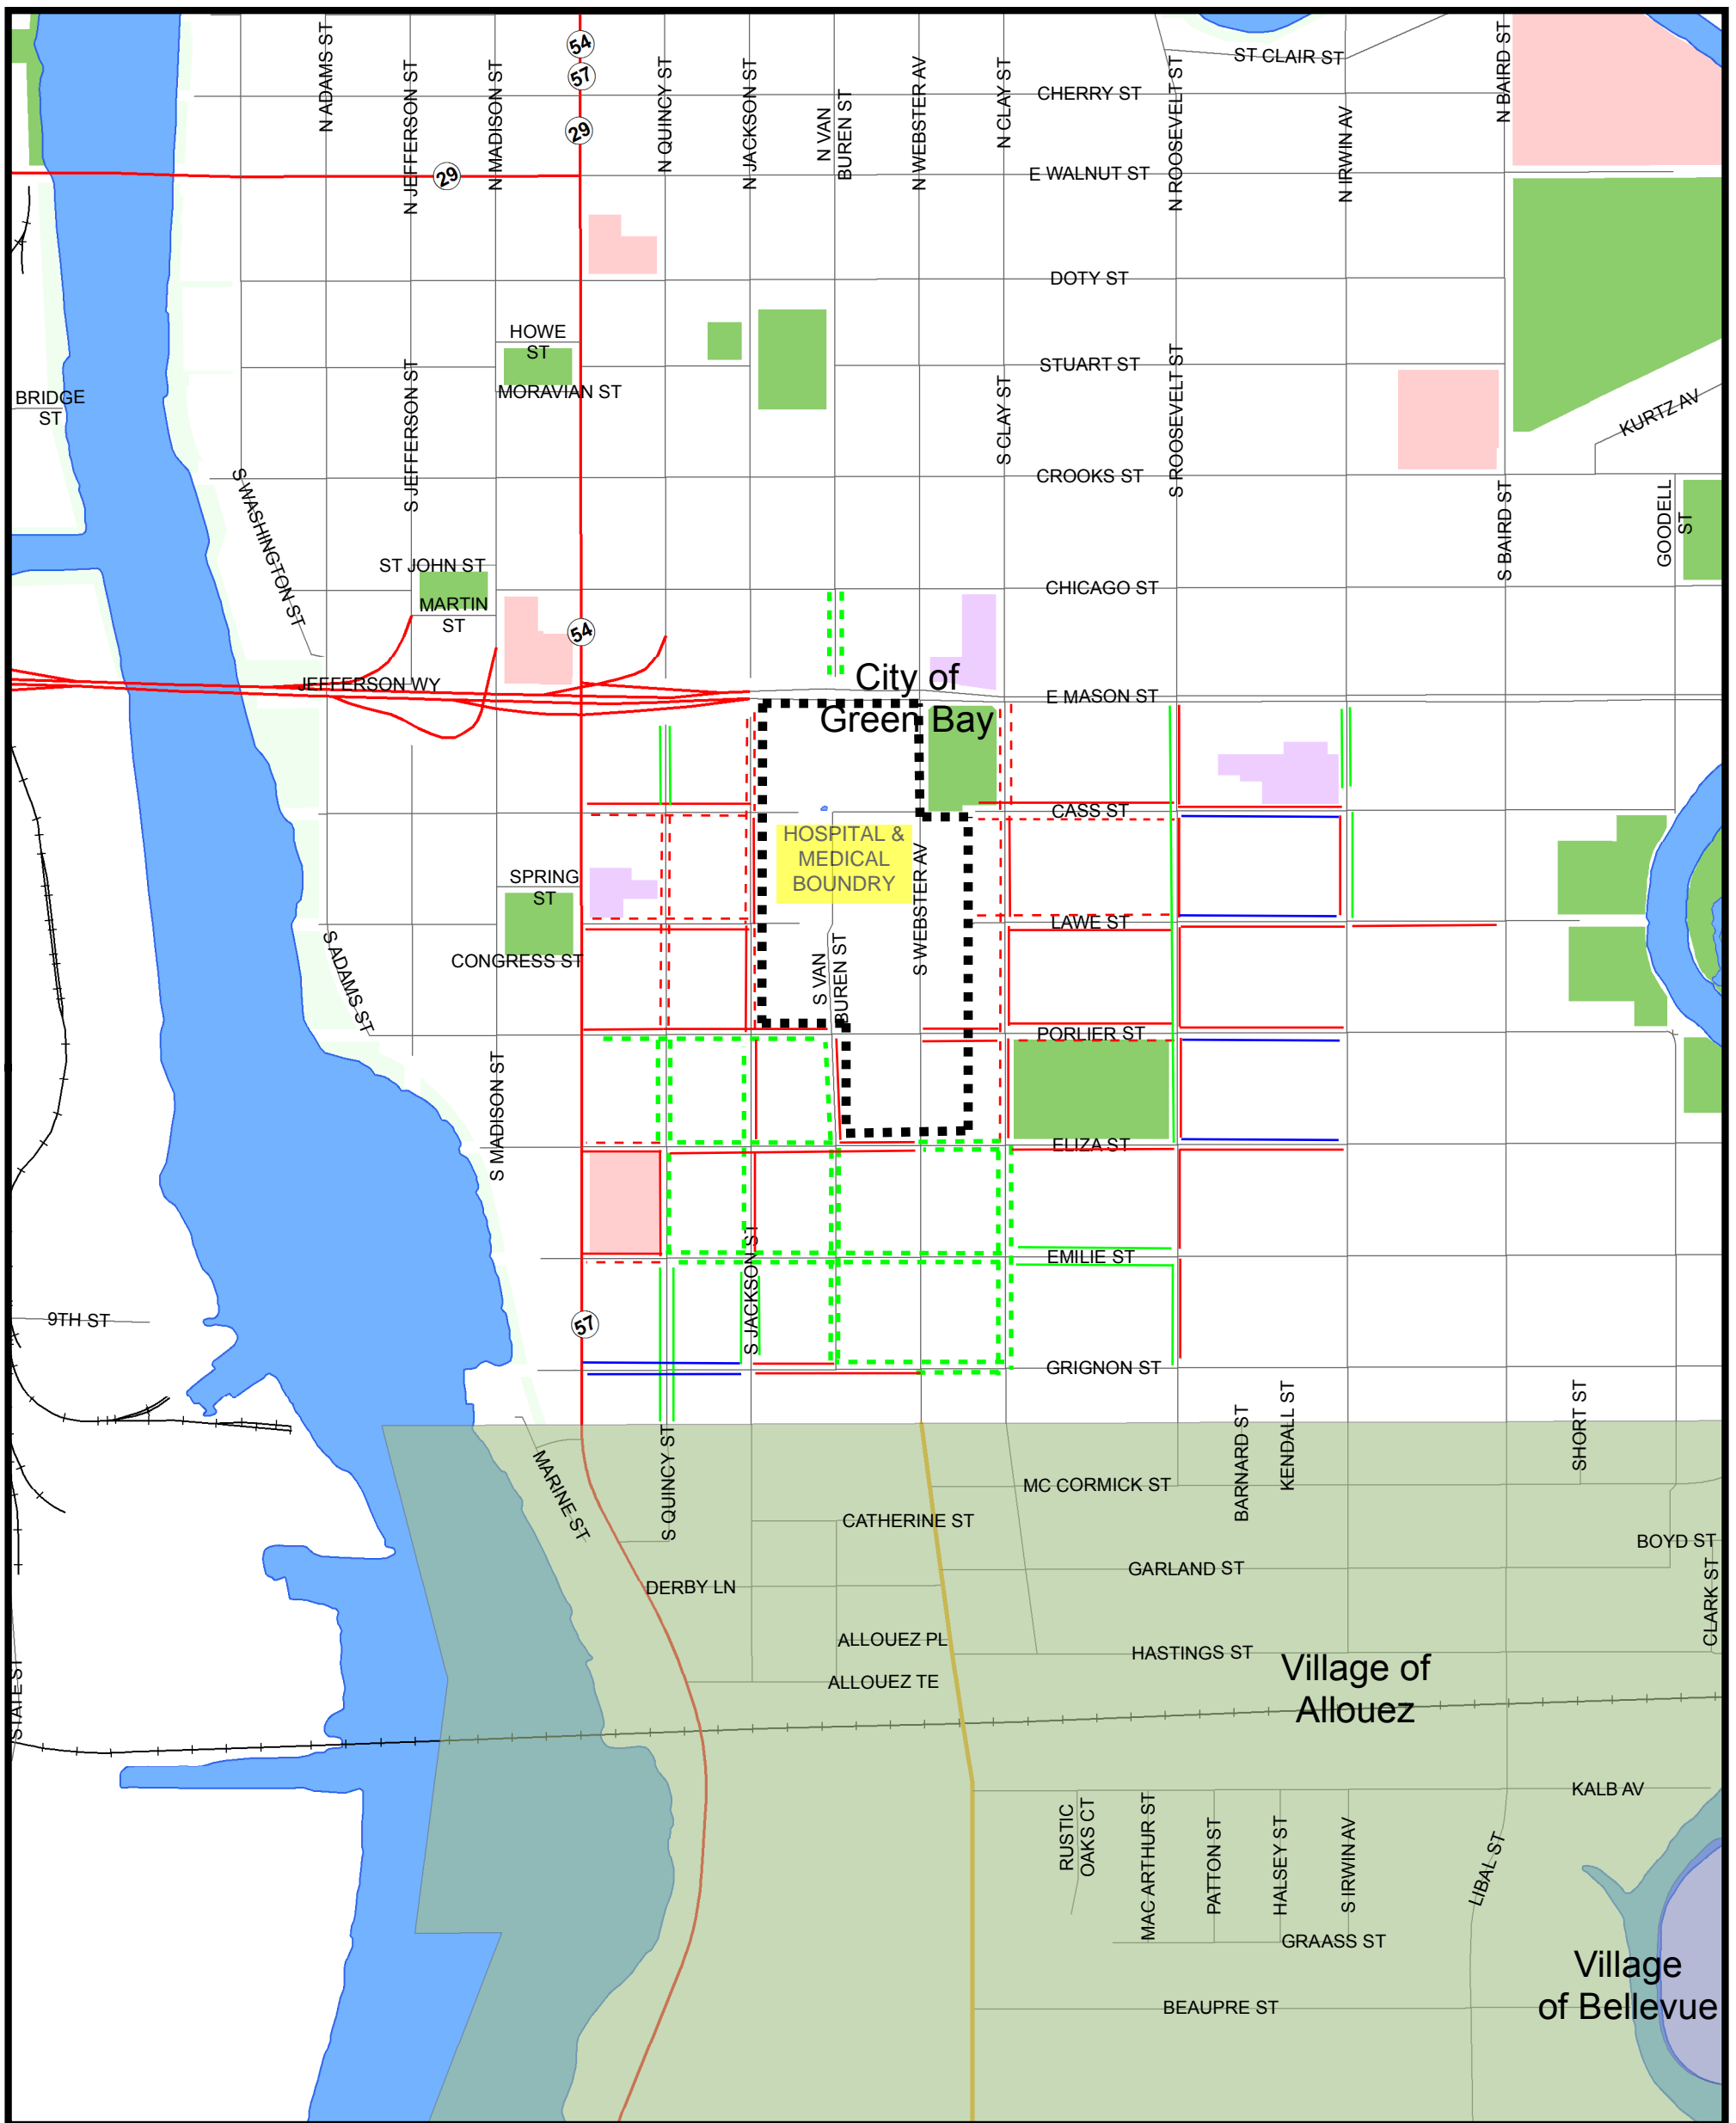 54
57
29
29
54
57
N ADAMS ST
N JEFFERSON ST
N MADISON ST
N QUINCY ST
N JACKSON ST
N VAN
BUREN ST
N WEBSTER AV
N CLAY ST
N ROOSEVELT ST
N IRWIN AV
N BAIRD ST
ST CLAIR ST
CHERRY ST
E WALNUT ST
DOTY ST
HOWE
ST
MORAVIAN ST
STUART ST
BRIDGE
ST
KURTZ AV
S JEFFERSON ST
S CLAY ST
S ROOSEVELT ST
CROOKS ST
S WASHINGTON ST
S BAIRD ST
GOODELL
ST
ST JOHN ST
MARTIN
ST
CHICAGO ST
JEFFERSON WY
City of
Green Bay
E MASON ST
CASS ST
HOSPITAL &
MEDICAL
BOUNDRY
SPRING
ST
S WEBSTER AV
LAWE ST
CONGRESS ST
S ADAMS ST
S VAN
BUREN ST
PORLIER ST
S MADISON ST
ELIZA ST
S JACKSON ST
EMILIE ST
9TH ST
GRIGNON ST
MARINE ST
S QUINCY ST
MC CORMICK ST
BARNARD ST
KENDALL ST
SHORT ST
CATHERINE ST
BOYD ST
GARLAND ST
DERBY LN
CLARK ST
ALLOUEZ PL
HASTINGS ST
ALLOUEZ TE
STATE ST
Village of
Allouez
KALB AV
RUSTIC
OAKS CT
MAC ARTHUR ST
PATTON ST
HALSEY ST
S IRWIN AV
LIBAL ST
GRAASS ST
Village
of Bellevue
BEAUPRE ST